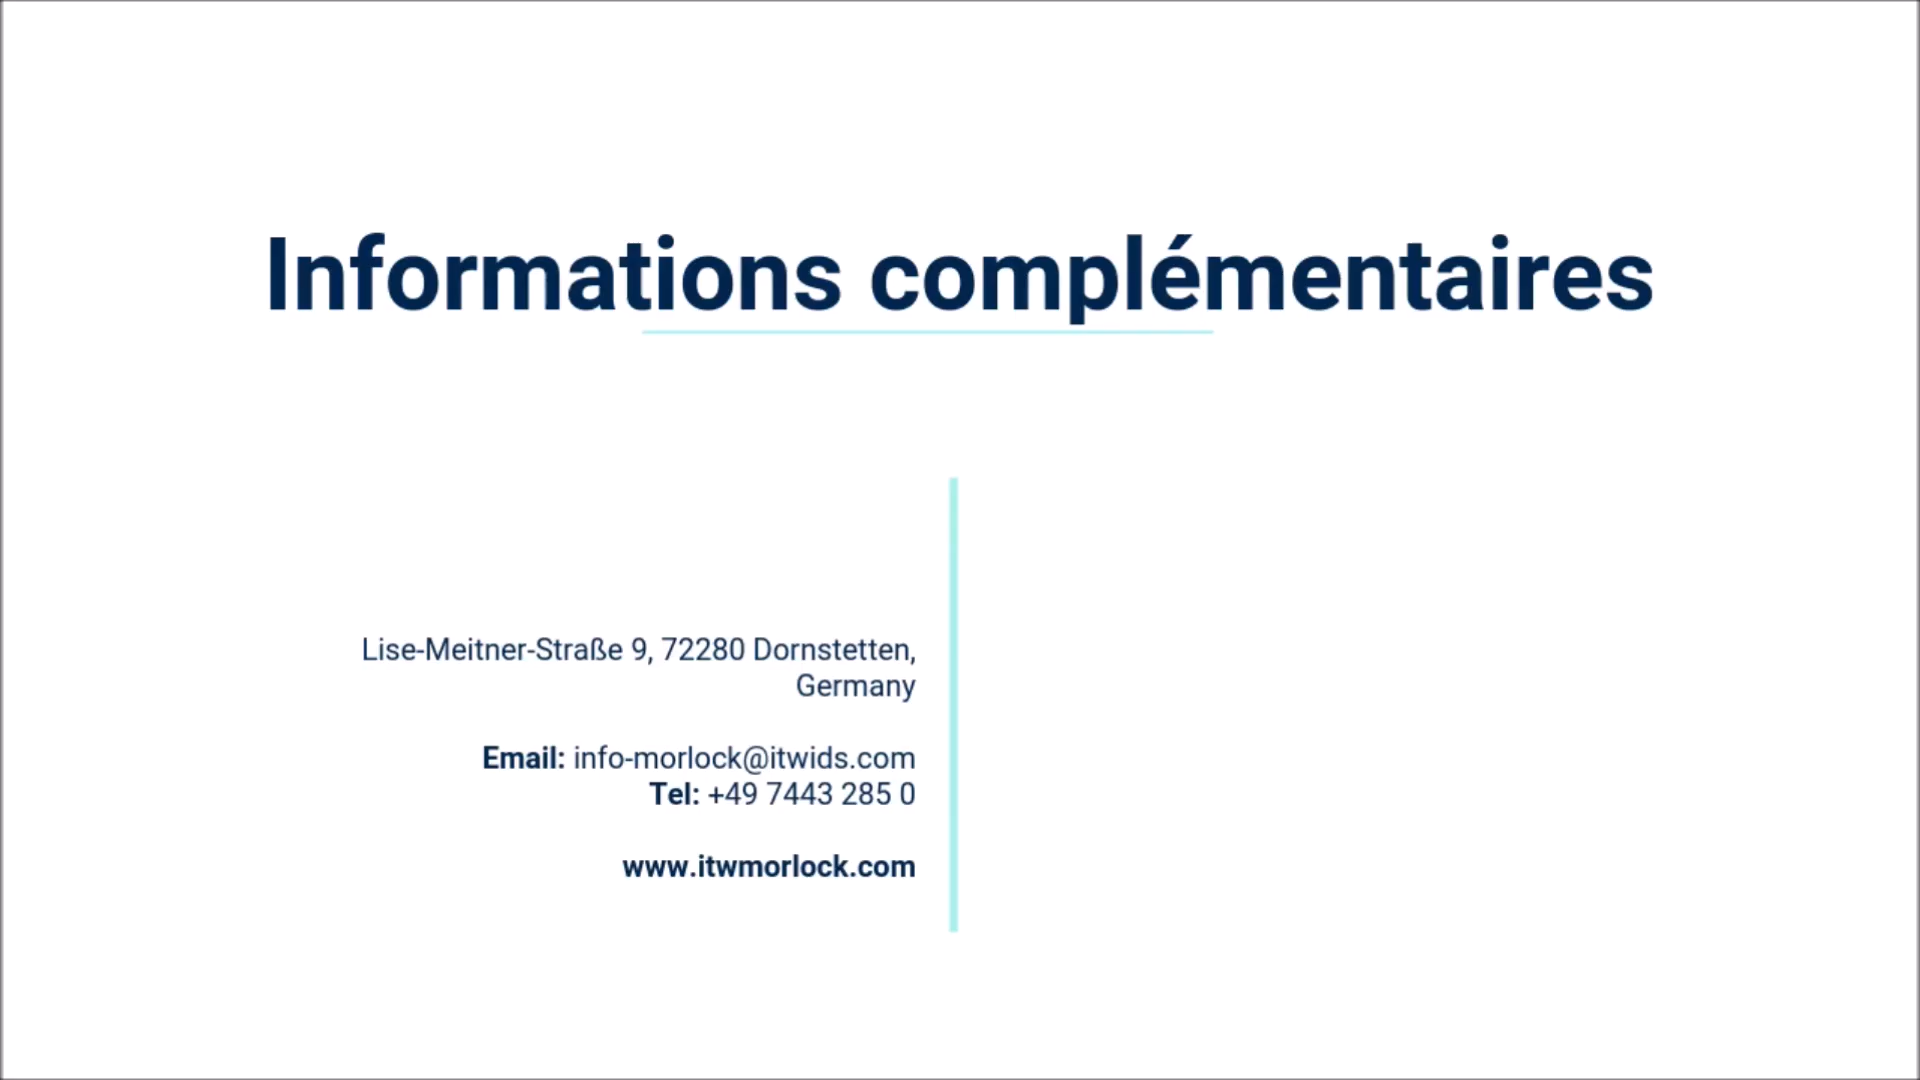 Informations complémentaires
Lise-Meitner-Straße 9, 72280 Dornstetten,
Germany
Email: info-morlock@itwids.com
Tel: +49 7443 285 0
www.itwmorlock.com